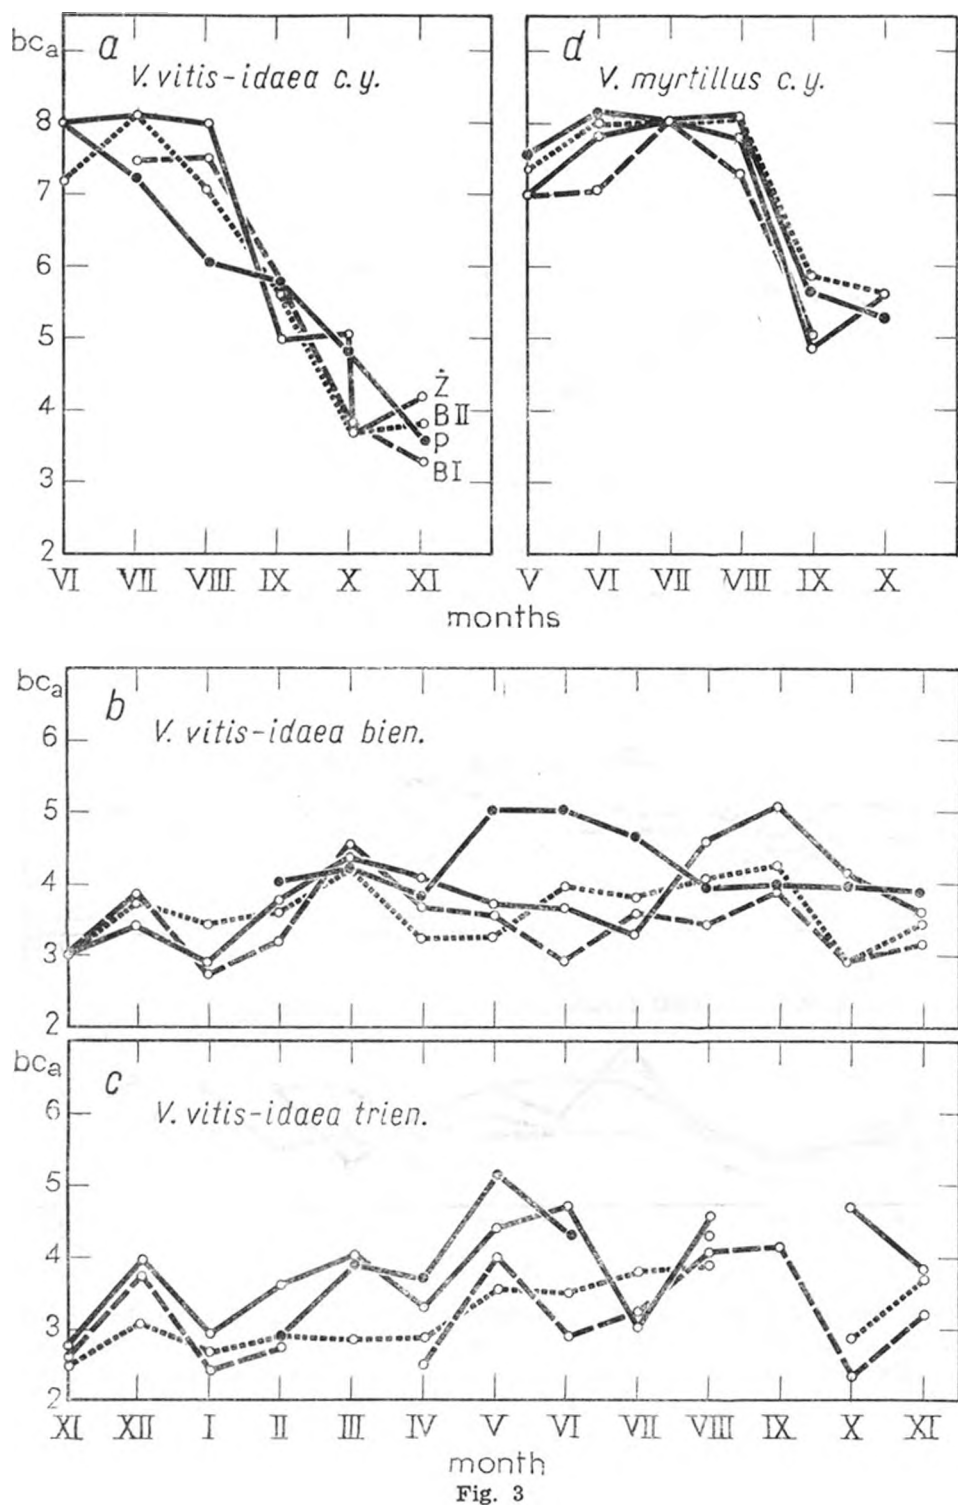 bca
a
V. vitis-idaea c.y.
8
7
6
5
4
3
2
Ż
B II
P
B I
VI VII VIII IX X XI
d
V. myrtillus c.y.
V VI VII VIII IX X
months
bca
b
V. vitis-idaea bien.
6
5
4
3
2
bca
c
V. vitis-idaea trien.
6
5
4
3
2
XI XII I II III IV V VI VII VIII IX X XI
month
Fig. 3